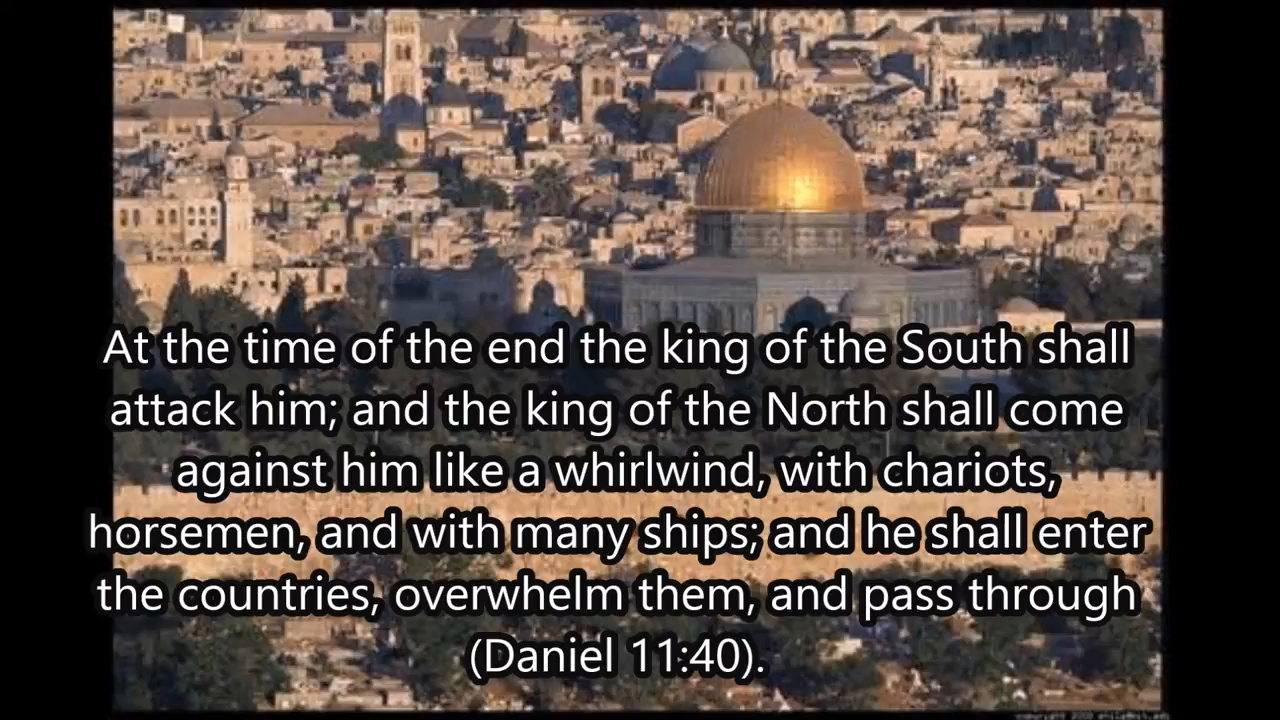 At the time of the end the king of the South shall
attack him; and the king of the North shall come
against him like a whirlwind, with chariots,
horsemen, and with many ships; and he shall enter
the countries, overwhelm them, and pass through
(Daniel 11:40).